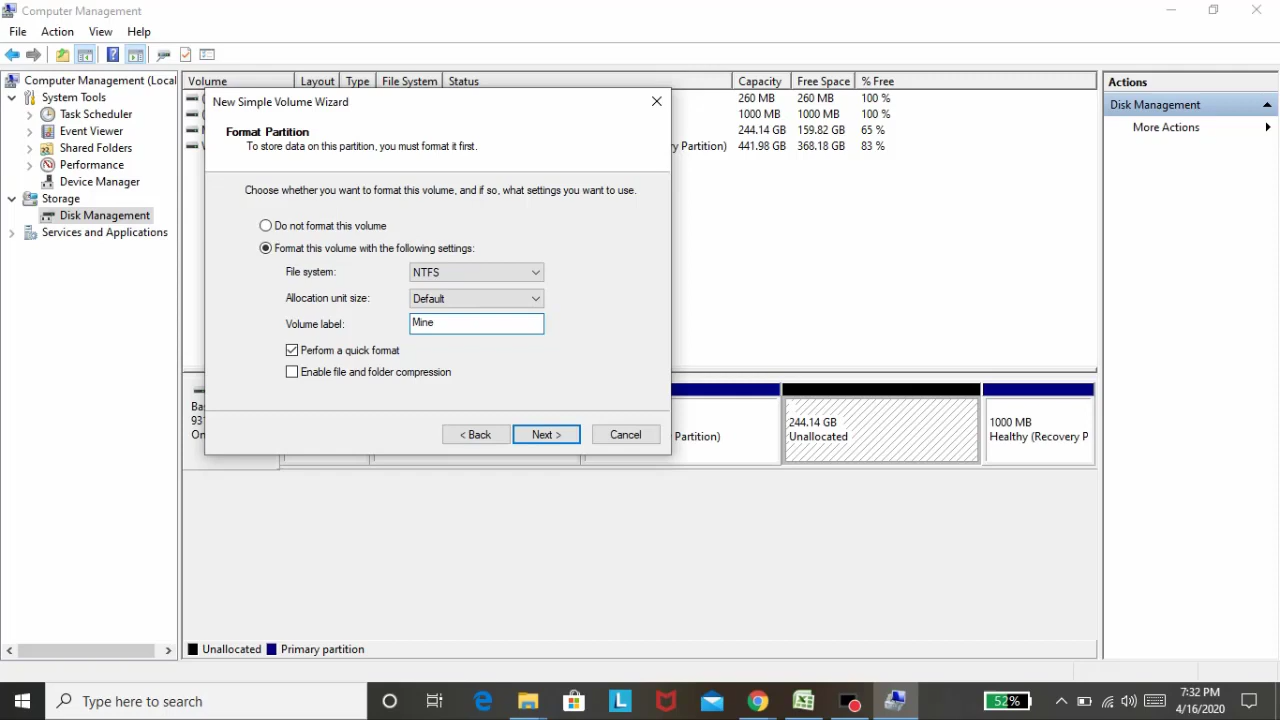 Computer Management
File Action View Help
Computer Management (Local
System Tools
Task Scheduler
Event Viewer
Shared Folders
Performance
Device Manager
Storage
Disk Management
Services and Applications
Volume Layout Type File System Status Capacity Free Space % Free
260 MB 260 MB 100 %
1000 MB 1000 MB 100 %
244.14 GB 159.82 GB 65 %
ry Partition) 441.98 GB 368.18 GB 83 %
New Simple Volume Wizard
Format Partition
To store data on this partition, you must format it first.
Choose whether you want to format this volume, and if so, what settings you want to use.
Do not format this volume
Format this volume with the following settings:
File system: NTFS
Allocation unit size: Default
Volume label: Mine
Perform a quick format
Enable file and folder compression
< Back Next > Cancel
Ba
931
On
Partition)
244.14 GB
Unallocated
1000 MB
Healthy (Recovery P
Unallocated Primary partition
Actions
Disk Management
More Actions
Type here to search
52%
7:32 PM
4/16/2020